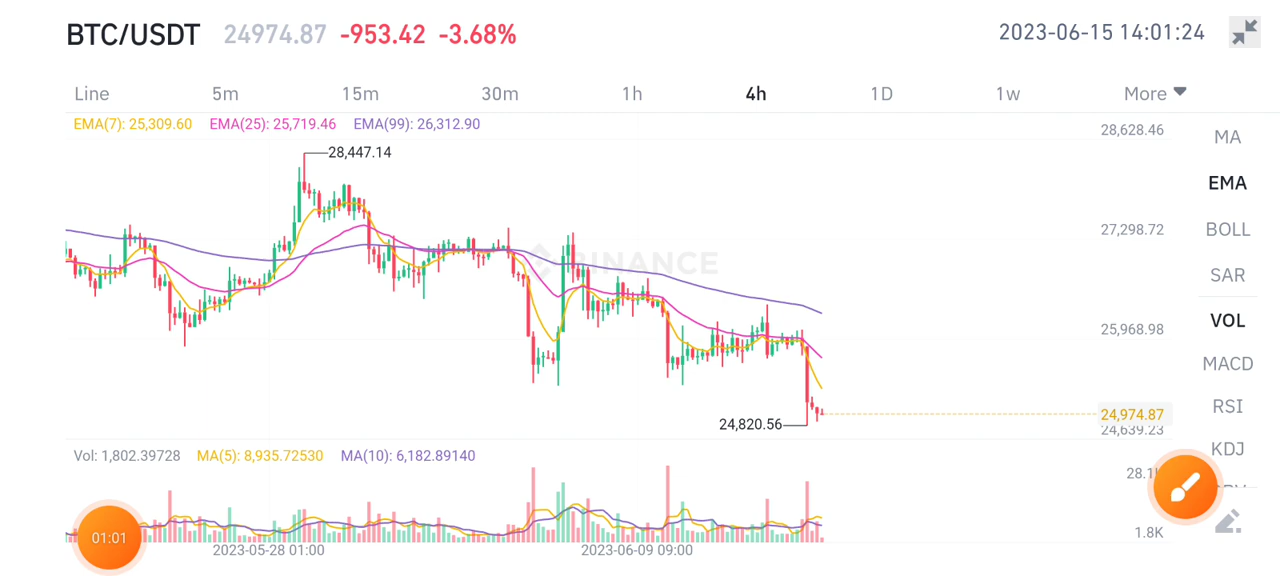 BTC/USDT 24974.87 -953.42 -3.68% 2023-06-15 14:01:24
Line 5m 15m 30m 1h 4h 1D 1w More
EMA(7): 25,309.60 EMA(25): 25,719.46 EMA(99): 26,312.90
28,628.46
MA
28,447.14
EMA
27,298.72
BOLL
BINANCE
SAR
VOL
25,968.98
MACD
RSI
24,974.87
24,820.56
24,639.23
KDJ
Vol: 1,802.39728 MA(5): 8,935.72530 MA(10): 6,182.89140
01:01
1.8K
2023-05-28 01:00 2023-06-09 09:00